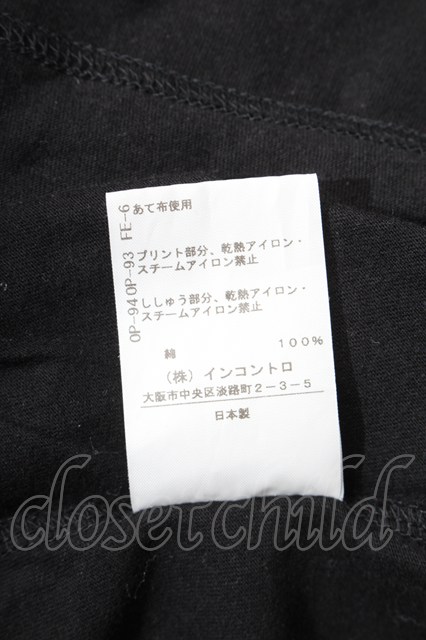 FE-6
あて布使用
OP-93
プリント部分、乾熱アイロン・
スチームアイロン禁止
OP-94
ししゅう部分、乾熱アイロン・
スチームアイロン禁止
綿 100%
(株)インコントロ
大阪市中央区淡路町2-3-5
日本製
closet child